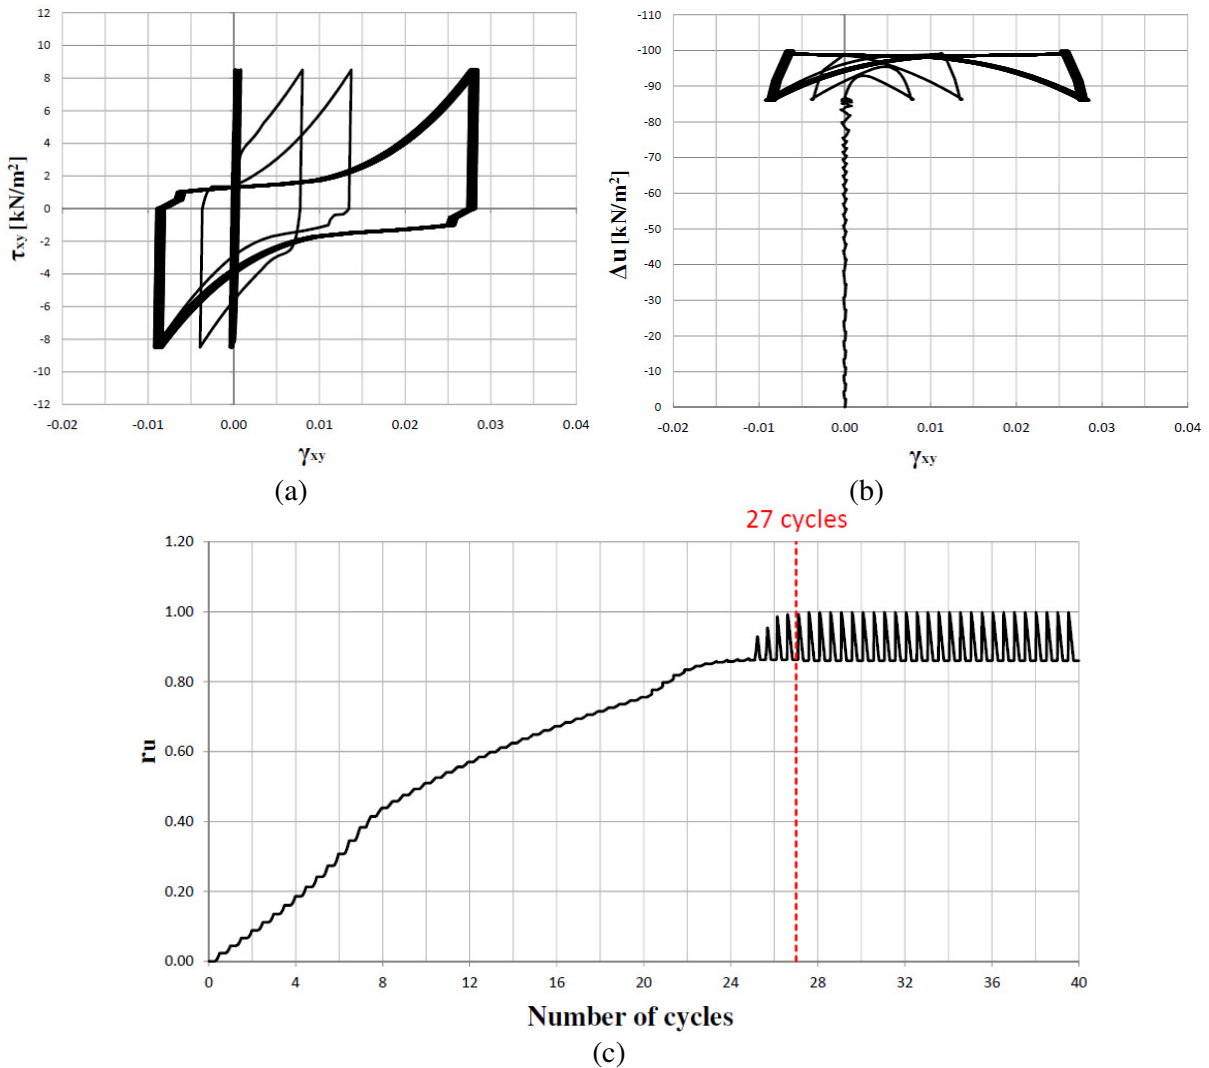 12
10
8
6
4
2
0
-2
-4
-6
-8
-10
-12
-0.02 -0.01 0.00 0.01 0.02 0.03 0.04
τxy [kN/m²]
γxy
(a)
-110
-100
-90
-80
-70
-60
-50
-40
-30
-20
-10
0
-0.02 -0.01 0.00 0.01 0.02 0.03 0.04
Δu [kN/m²]
γxy
(b)
27 cycles
1.20
1.00
0.80
0.60
0.40
0.20
0.00
0 4 8 12 16 20 24 28 32 36 40
ru
Number of cycles
(c)